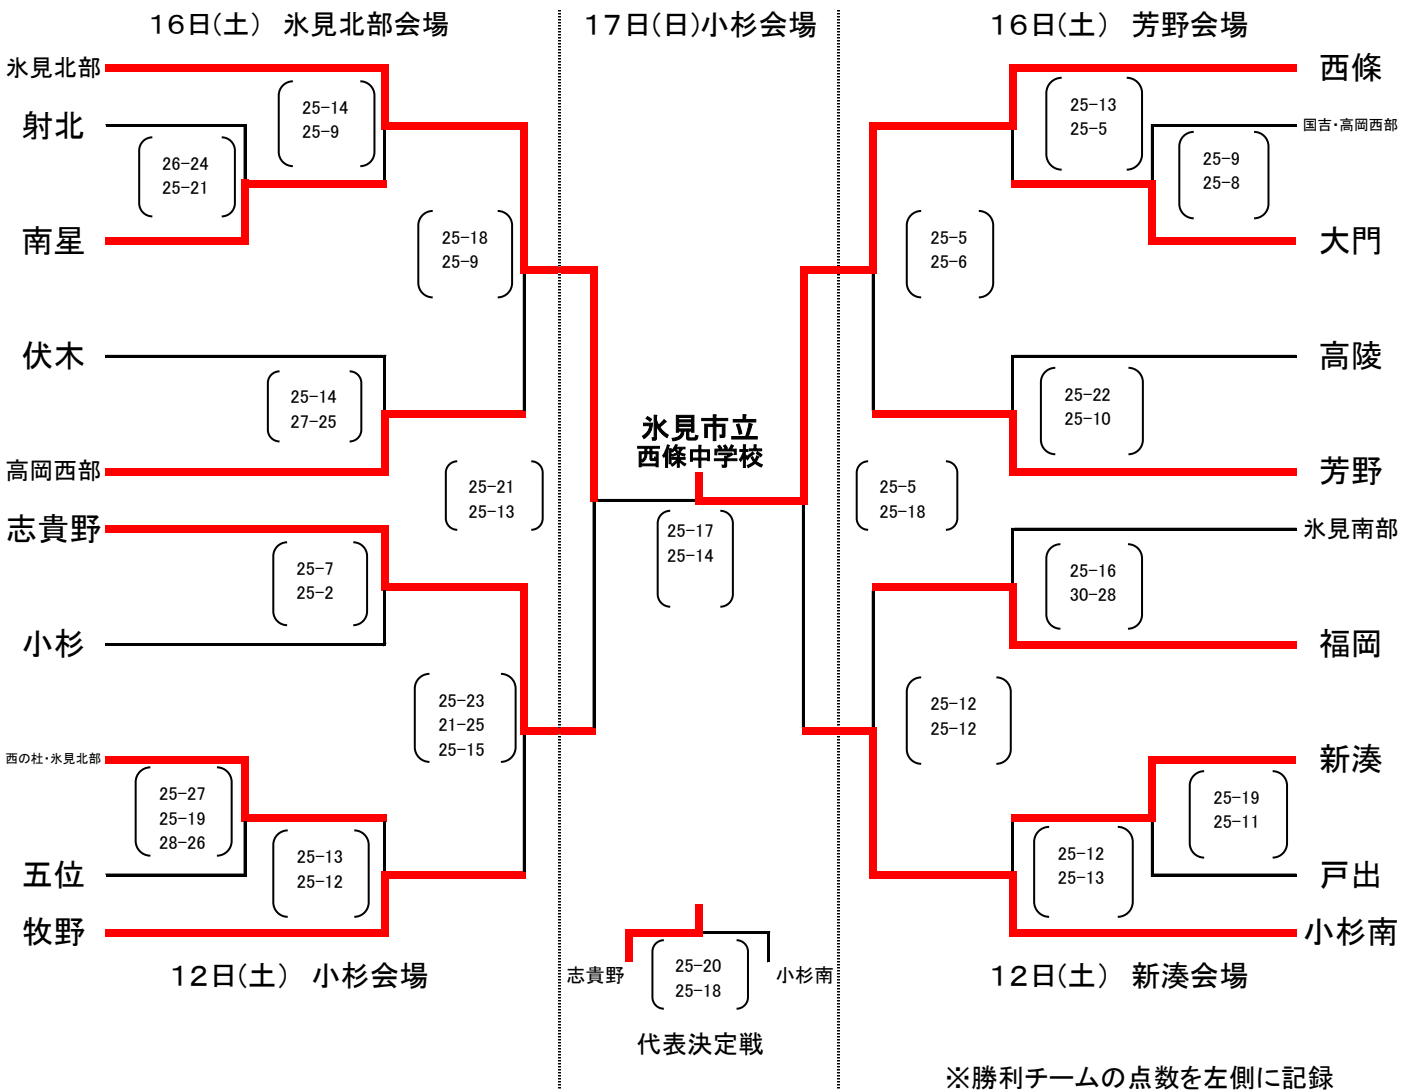 16日(土) 氷見北部会場
17日(日)小杉会場
16日(土) 芳野会場
氷見北部
射北
南星
伏木
高岡西部
志貴野
小杉
西の杜・氷見北部
五位
牧野
25-14
25-9
26-24
25-21
25-18
25-9
25-14
27-25
25-21
25-13
25-7
25-2
25-23
21-25
25-15
25-27
25-19
28-26
25-13
25-12
12日(土) 小杉会場
氷見市立
西條中学校
25-17
25-14
志貴野
25-20
25-18
小杉南
代表決定戦
西條
国吉・高岡西部
大門
高陵
芳野
氷見南部
福岡
新湊
戸出
小杉南
25-13
25-5
25-9
25-8
25-5
25-6
25-22
25-10
25-5
25-18
25-16
30-28
25-12
25-12
25-19
25-11
25-12
25-13
12日(土) 新湊会場
※勝利チームの点数を左側に記録